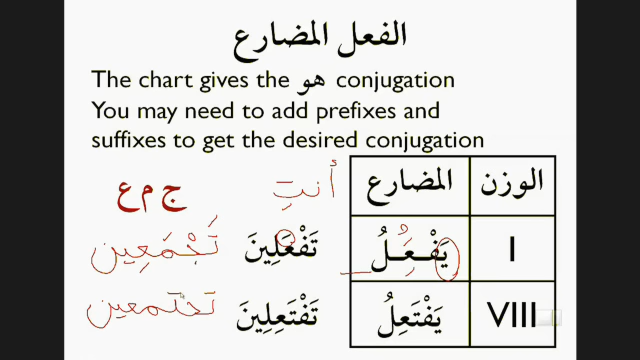 الفعل المضارع
The chart gives the هو conjugation
You may need to add prefixes and
suffixes to get the desired conjugation
ج م ع أنتِ المضارع الوزن
تَجْمَعِين تَفْعَلِينَ يَفْـعَِـُلُ I
تجتمعين تَفْتَعِلِينَ يَفْتَعِلُ VIII